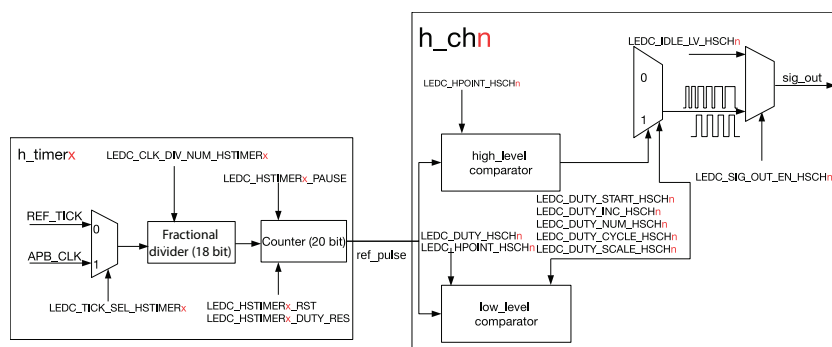 h_chn
LEDC_IDLE_LV_HSCHn
0
1
sig_out
LEDC_HPOINT_HSCHn
high_level
comparator
LEDC_SIG_OUT_EN_HSCHn
h_timerx
LEDC_CLK_DIV_NUM_HSTIMERx
LEDC_HSTIMERx_PAUSE
REF_TICK
0
APB_CLK
1
Fractional
divider (18 bit)
Counter (20 bit)
ref_pulse
LEDC_TICK_SEL_HSTIMERx
LEDC_HSTIMERx_RST
LEDC_HSTIMERx_DUTY_RES
LEDC_DUTY_HSCHn
LEDC_HPOINT_HSCHn
LEDC_DUTY_START_HSCHn
LEDC_DUTY_INC_HSCHn
LEDC_DUTY_NUM_HSCHn
LEDC_DUTY_CYCLE_HSCHn
LEDC_DUTY_SCALE_HSCHn
low_level
comparator